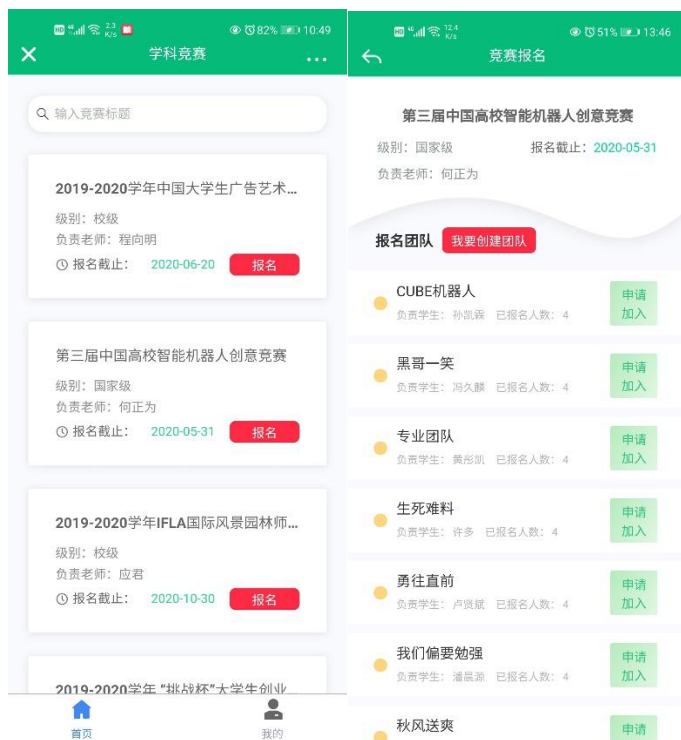 HD 4G 2.3 K/s 82% 10:49
学科竞赛
输入竞赛标题
2019-2020学年中国大学生广告艺术...
级别：校级
负责老师：程向明
报名截止： 2020-06-20 报名
第三届中国高校智能机器人创意竞赛
级别：国家级
负责老师：何正为
报名截止： 2020-05-31 报名
2019-2020学年IFLA国际风景园林师...
级别：校级
负责老师：应君
报名截止： 2020-10-30 报名
2019-2020学年“挑战杯”大学生创业
首页 我的
HD 4G 12.4 K/s 51% 13:46
竞赛报名
第三届中国高校智能机器人创意竞赛
级别：国家级 报名截止：2020-05-31
负责老师：何正为
报名团队 我要创建团队
CUBE机器人
负责学生：孙凯霖 已报名人数：4
申请
加入
黑哥一笑
负责学生：冯久麟 已报名人数：4
申请
加入
专业团队
负责学生：黄彤凯 已报名人数：4
申请
加入
生死难料
负责学生：许多 已报名人数：4
申请
加入
勇往直前
负责学生：卢贤斌 已报名人数：4
申请
加入
我们偏要勉强
负责学生：潘晨源 已报名人数：4
申请
加入
秋风送爽
申请